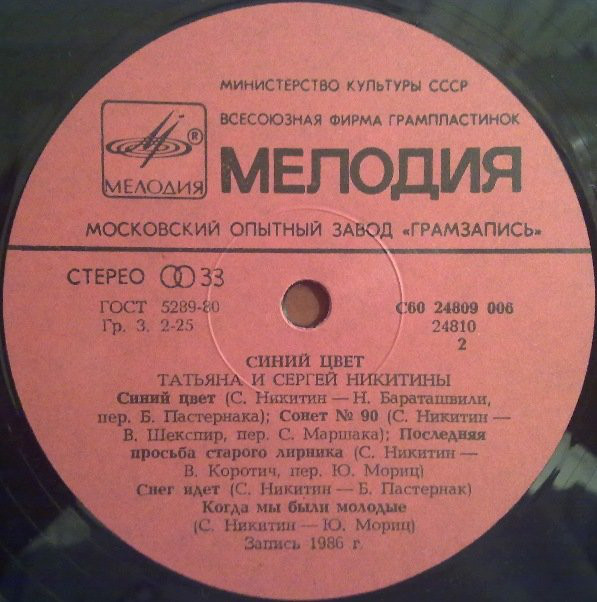 МИНИСТЕРСТВО КУЛЬТУРЫ СССР
ВСЕСОЮЗНАЯ ФИРМА ГРАМПЛАСТИНОК
®
МЕЛОДИЯ
МЕЛОДИЯ
МОСКОВСКИЙ ОПЫТНЫЙ ЗАВОД «ГРАМЗАПИСЬ»
СТЕРЕО 33
ГОСТ 5289-80
Гр. 3. 2-25
С60 24809 006
24810
2
СИНИЙ ЦВЕТ
ТАТЬЯНА И СЕРГЕЙ НИКИТИНЫ
Синий цвет (С. Никитин — Н. Бараташвили,
пер. Б. Пастернака); Сонет № 90 (С. Никитин —
В. Шекспир, пер. С. Маршака); Последняя
просьба старого лирника (С. Никитин —
В. Коротич, пер. Ю. Мориц)
Снег идет (С. Никитин — Б. Пастернак)
Когда мы были молодые
(С. Никитин — Ю. Мориц)
Запись 1986 г.